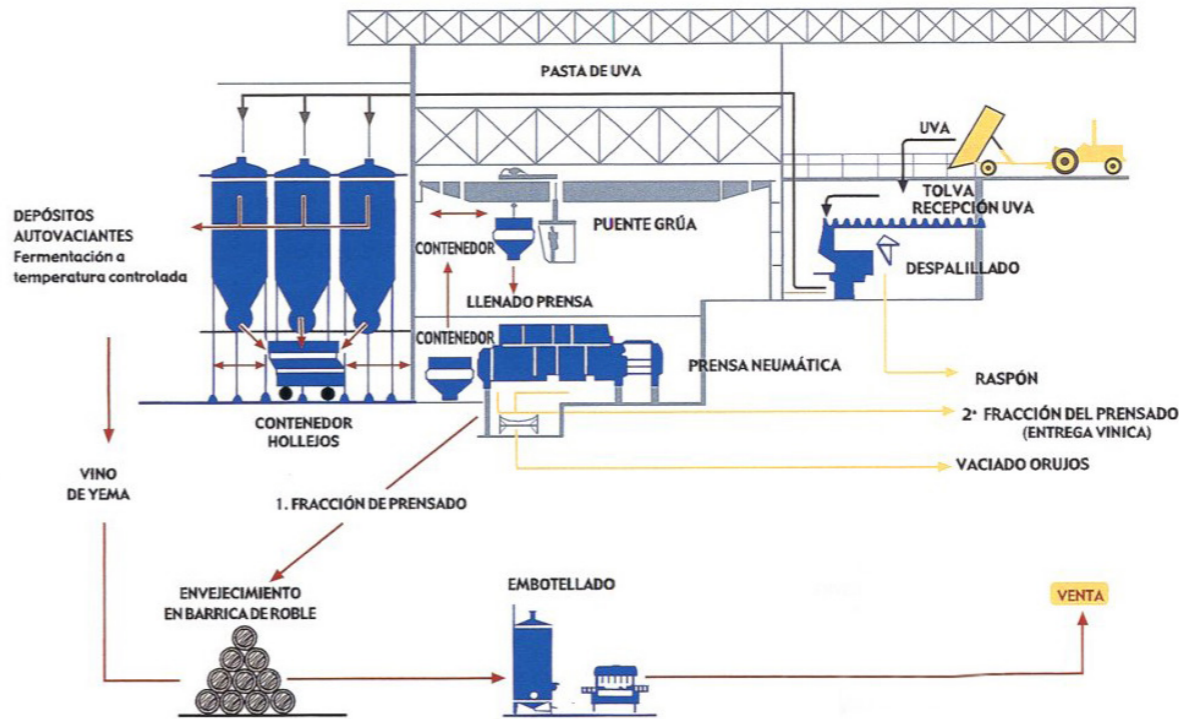 PASTA DE UVA
UVA
TOLVA
RECEPCIÓN UVA
DEPÓSITOS
AUTOVACIANTES
Fermentación a
temperatura controlada
PUENTE GRÚA
CONTENEDOR
DESPALILLADO
LLENADO PRENSA
CONTENEDOR
PRENSA NEUMÁTICA
RASPÓN
CONTENEDOR
HOLLEJOS
2ª FRACCIÓN DEL PRENSADO
(ENTREGA VINICA)
VACIADO ORUJOS
VINO
DE YEMA
1. FRACCIÓN DE PRENSADO
ENVEJECIMIENTO
EN BARRICA DE ROBLE
EMBOTELLADO
VENTA